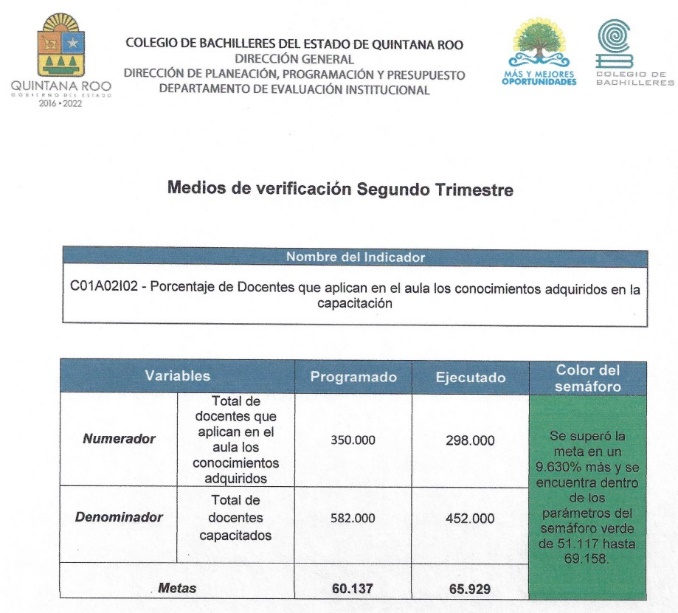 QUINTANA ROO
GOBIERNO DEL ESTADO
2016 • 2022
COLEGIO DE BACHILLERES DEL ESTADO DE QUINTANA ROO
DIRECCIÓN GENERAL
DIRECCIÓN DE PLANEACIÓN, PROGRAMACIÓN Y PRESUPUESTO
DEPARTAMENTO DE EVALUACIÓN INSTITUCIONAL
MÁS Y MEJORES
OPORTUNIDADES
COLEGIO DE
BACHILLERES
Medios de verificación Segundo Trimestre
Nombre del Indicador
C01A02I02 - Porcentaje de Docentes que aplican en el aula los conocimientos adquiridos en la
capacitación
Variables
Programado
Ejecutado
Color del
semáforo
Numerador
Total de
docentes que
aplican en el
aula los
conocimientos
adquiridos
350.000
298.000
Se superó la
meta en un
9.630% más y se
encuentra dentro
de los
parámetros del
semáforo verde
de 51.117 hasta
69.158.
Denominador
Total de
docentes
capacitados
582.000
452.000
Metas
60.137
65.929